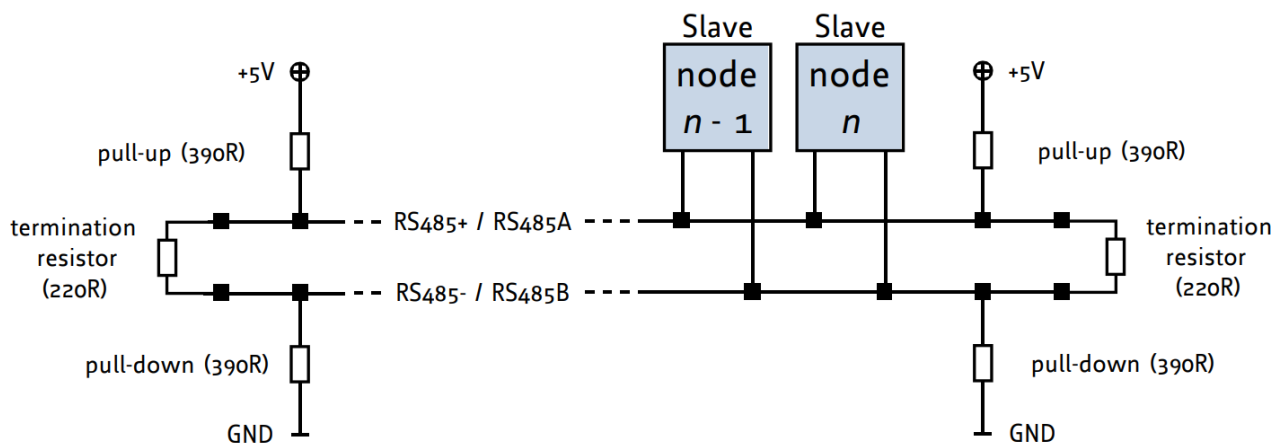 Slave Slave
+5V node node +5V
n - 1 n
pull-up (390R) pull-up (390R)
termination
resistor
(220R)
RS485+ / RS485A
RS485- / RS485B
termination
resistor
(220R)
pull-down (390R) pull-down (390R)
GND GND